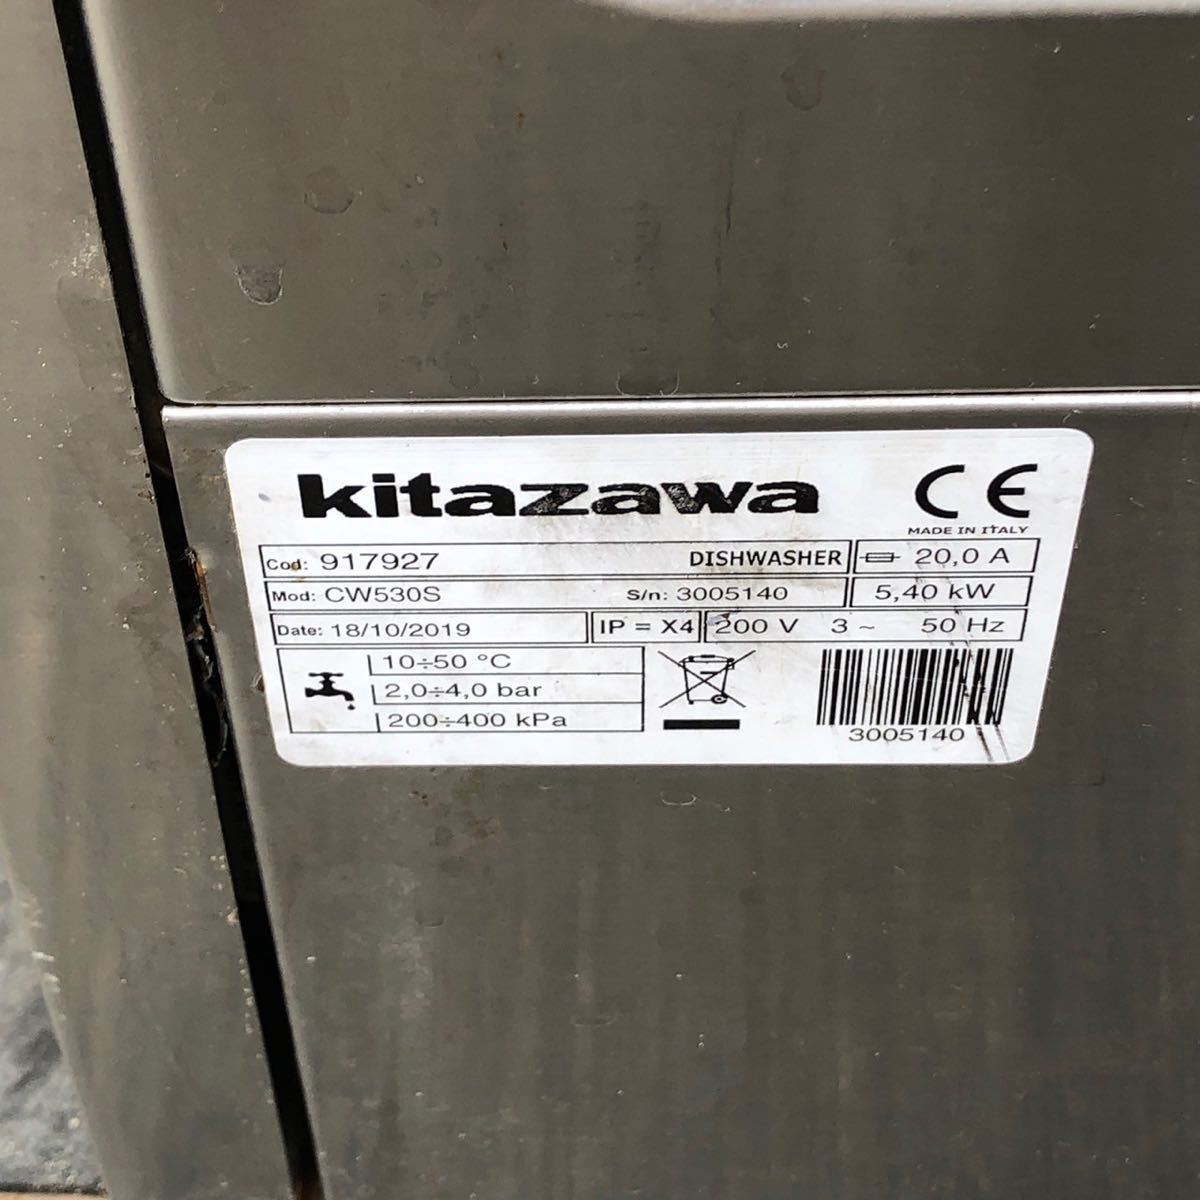 kitazawa CE
MADE IN ITALY
Cod: 917927 DISHWASHER 20,0 A
Mod: CW530S S/n: 3005140 5,40 kW
Date: 18/10/2019 IP = X4 200 V 3 ~ 50 Hz
10÷50 °C
2,0÷4,0 bar
200÷400 kPa
3005140